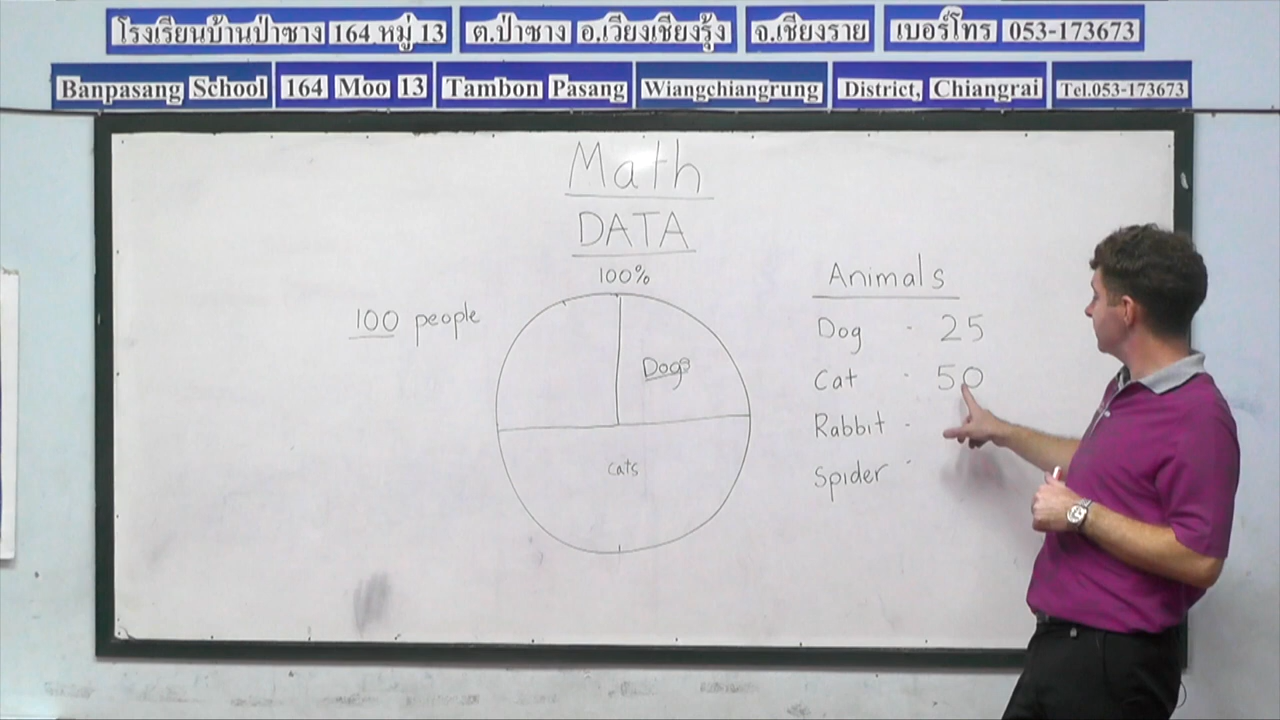 โรงเรียนบ้านป่าซาง 164 หมู่ 13 ต.ป่าซาง อ.เวียงเชียงรุ้ง จ.เชียงราย เบอร์โทร 053-173673
Banpasang School 164 Moo 13 Tambon Pasang Wiangchiangrung District, Chiangrai Tel.053-173673
Math
DATA
100%
100 people
Dogs
cats
Animals
Dog - 25
Cat - 50
Rabbit -
Spider -